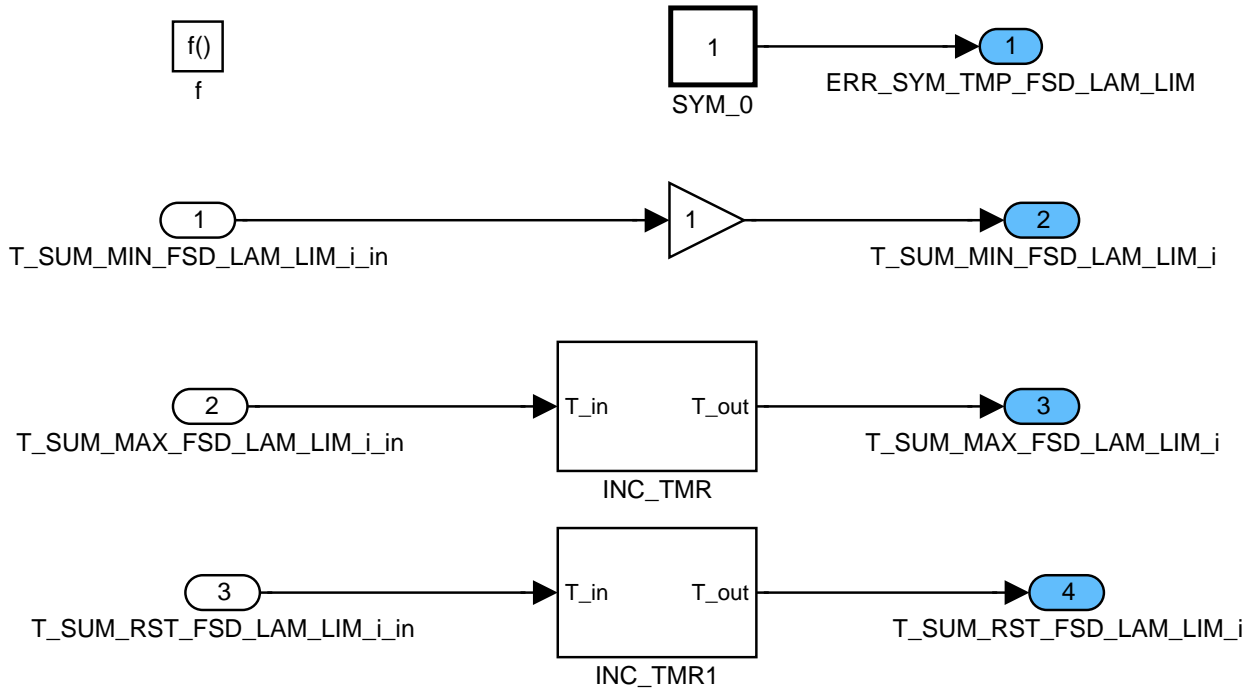 f()
f
1
SYM_0
1
ERR_SYM_TMP_FSD_LAM_LIM
1
T_SUM_MIN_FSD_LAM_LIM_i_in
1
2
T_SUM_MIN_FSD_LAM_LIM_i
2
T_SUM_MAX_FSD_LAM_LIM_i_in
T_in
T_out
INC_TMR
3
T_SUM_MAX_FSD_LAM_LIM_i
3
T_SUM_RST_FSD_LAM_LIM_i_in
T_in
T_out
INC_TMR1
4
T_SUM_RST_FSD_LAM_LIM_i